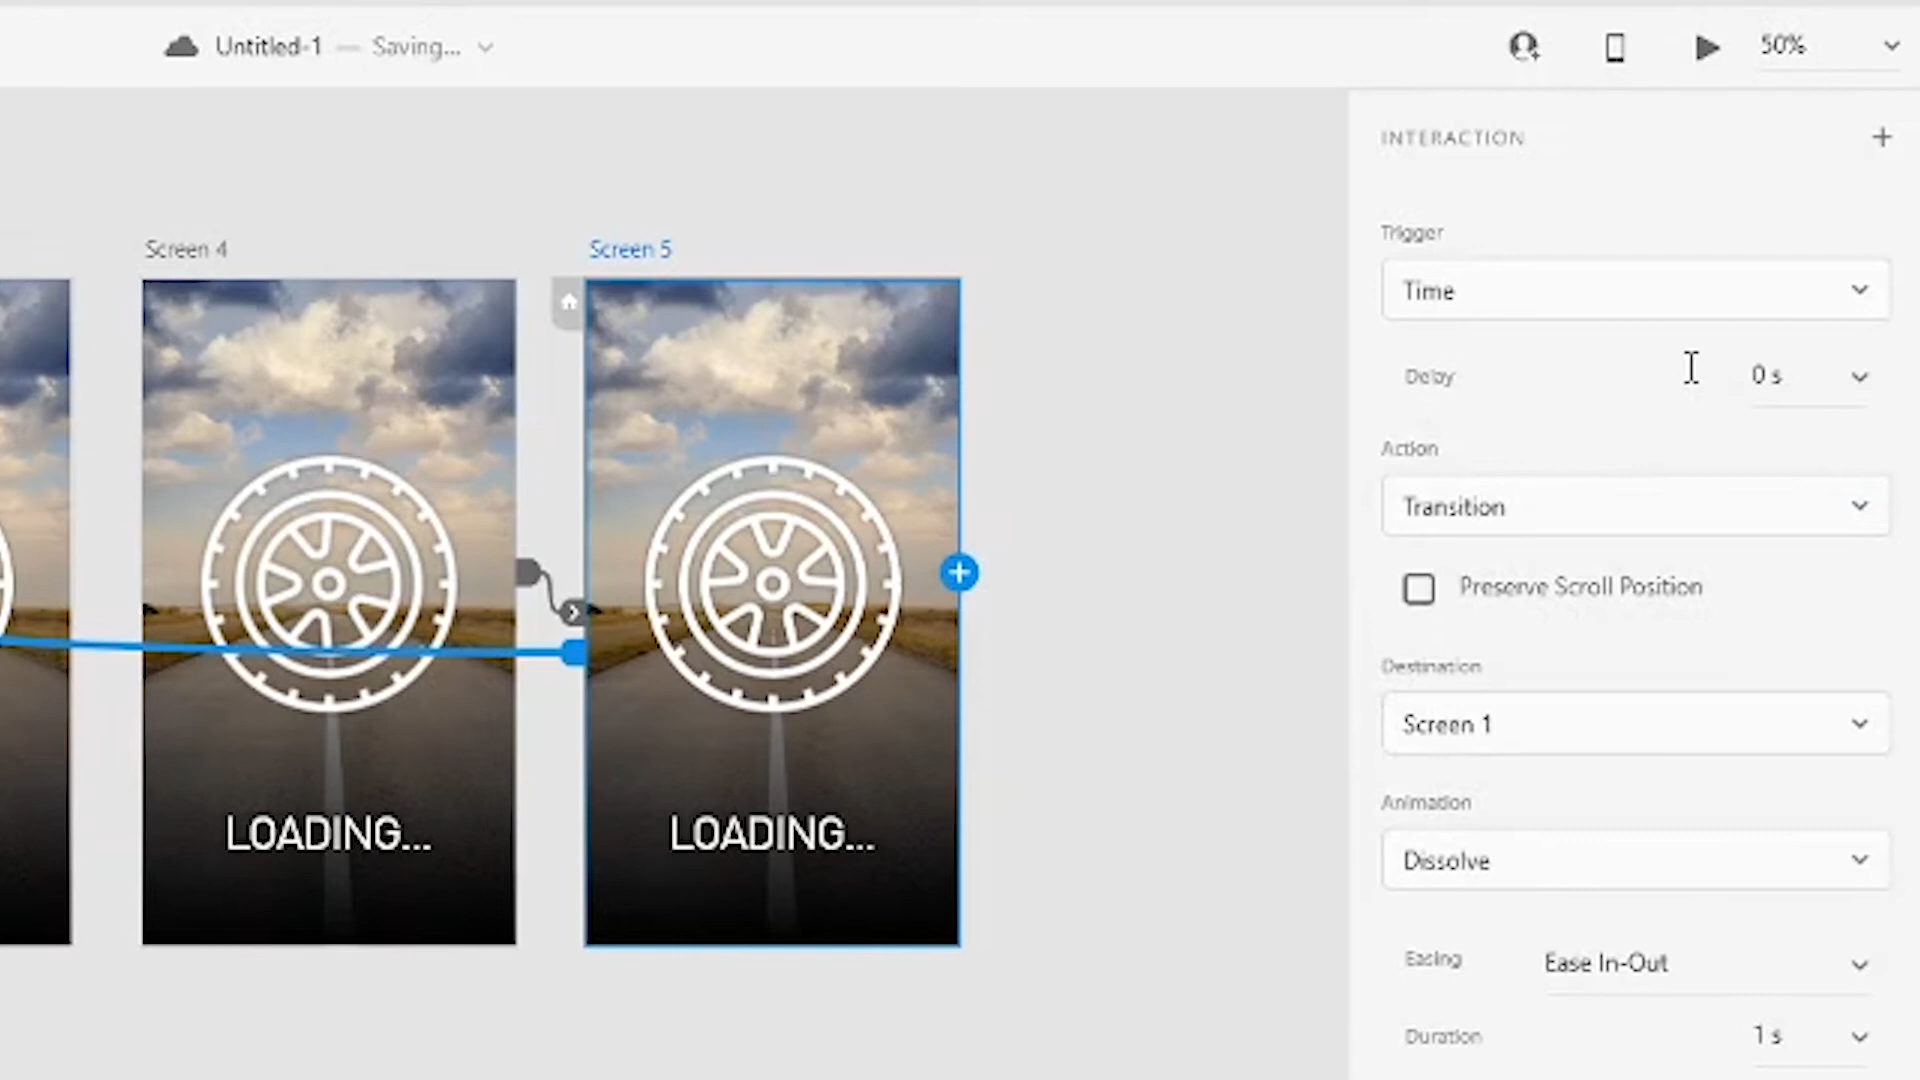 Untitled-1 — Saving...
50%
INTERACTION
Trigger
Time
Delay
0 s
Action
Transition
Preserve Scroll Position
Destination
Screen 1
Animation
Dissolve
Easing
Ease In-Out
Duration
1 s
Screen 4
LOADING...
Screen 5
LOADING...